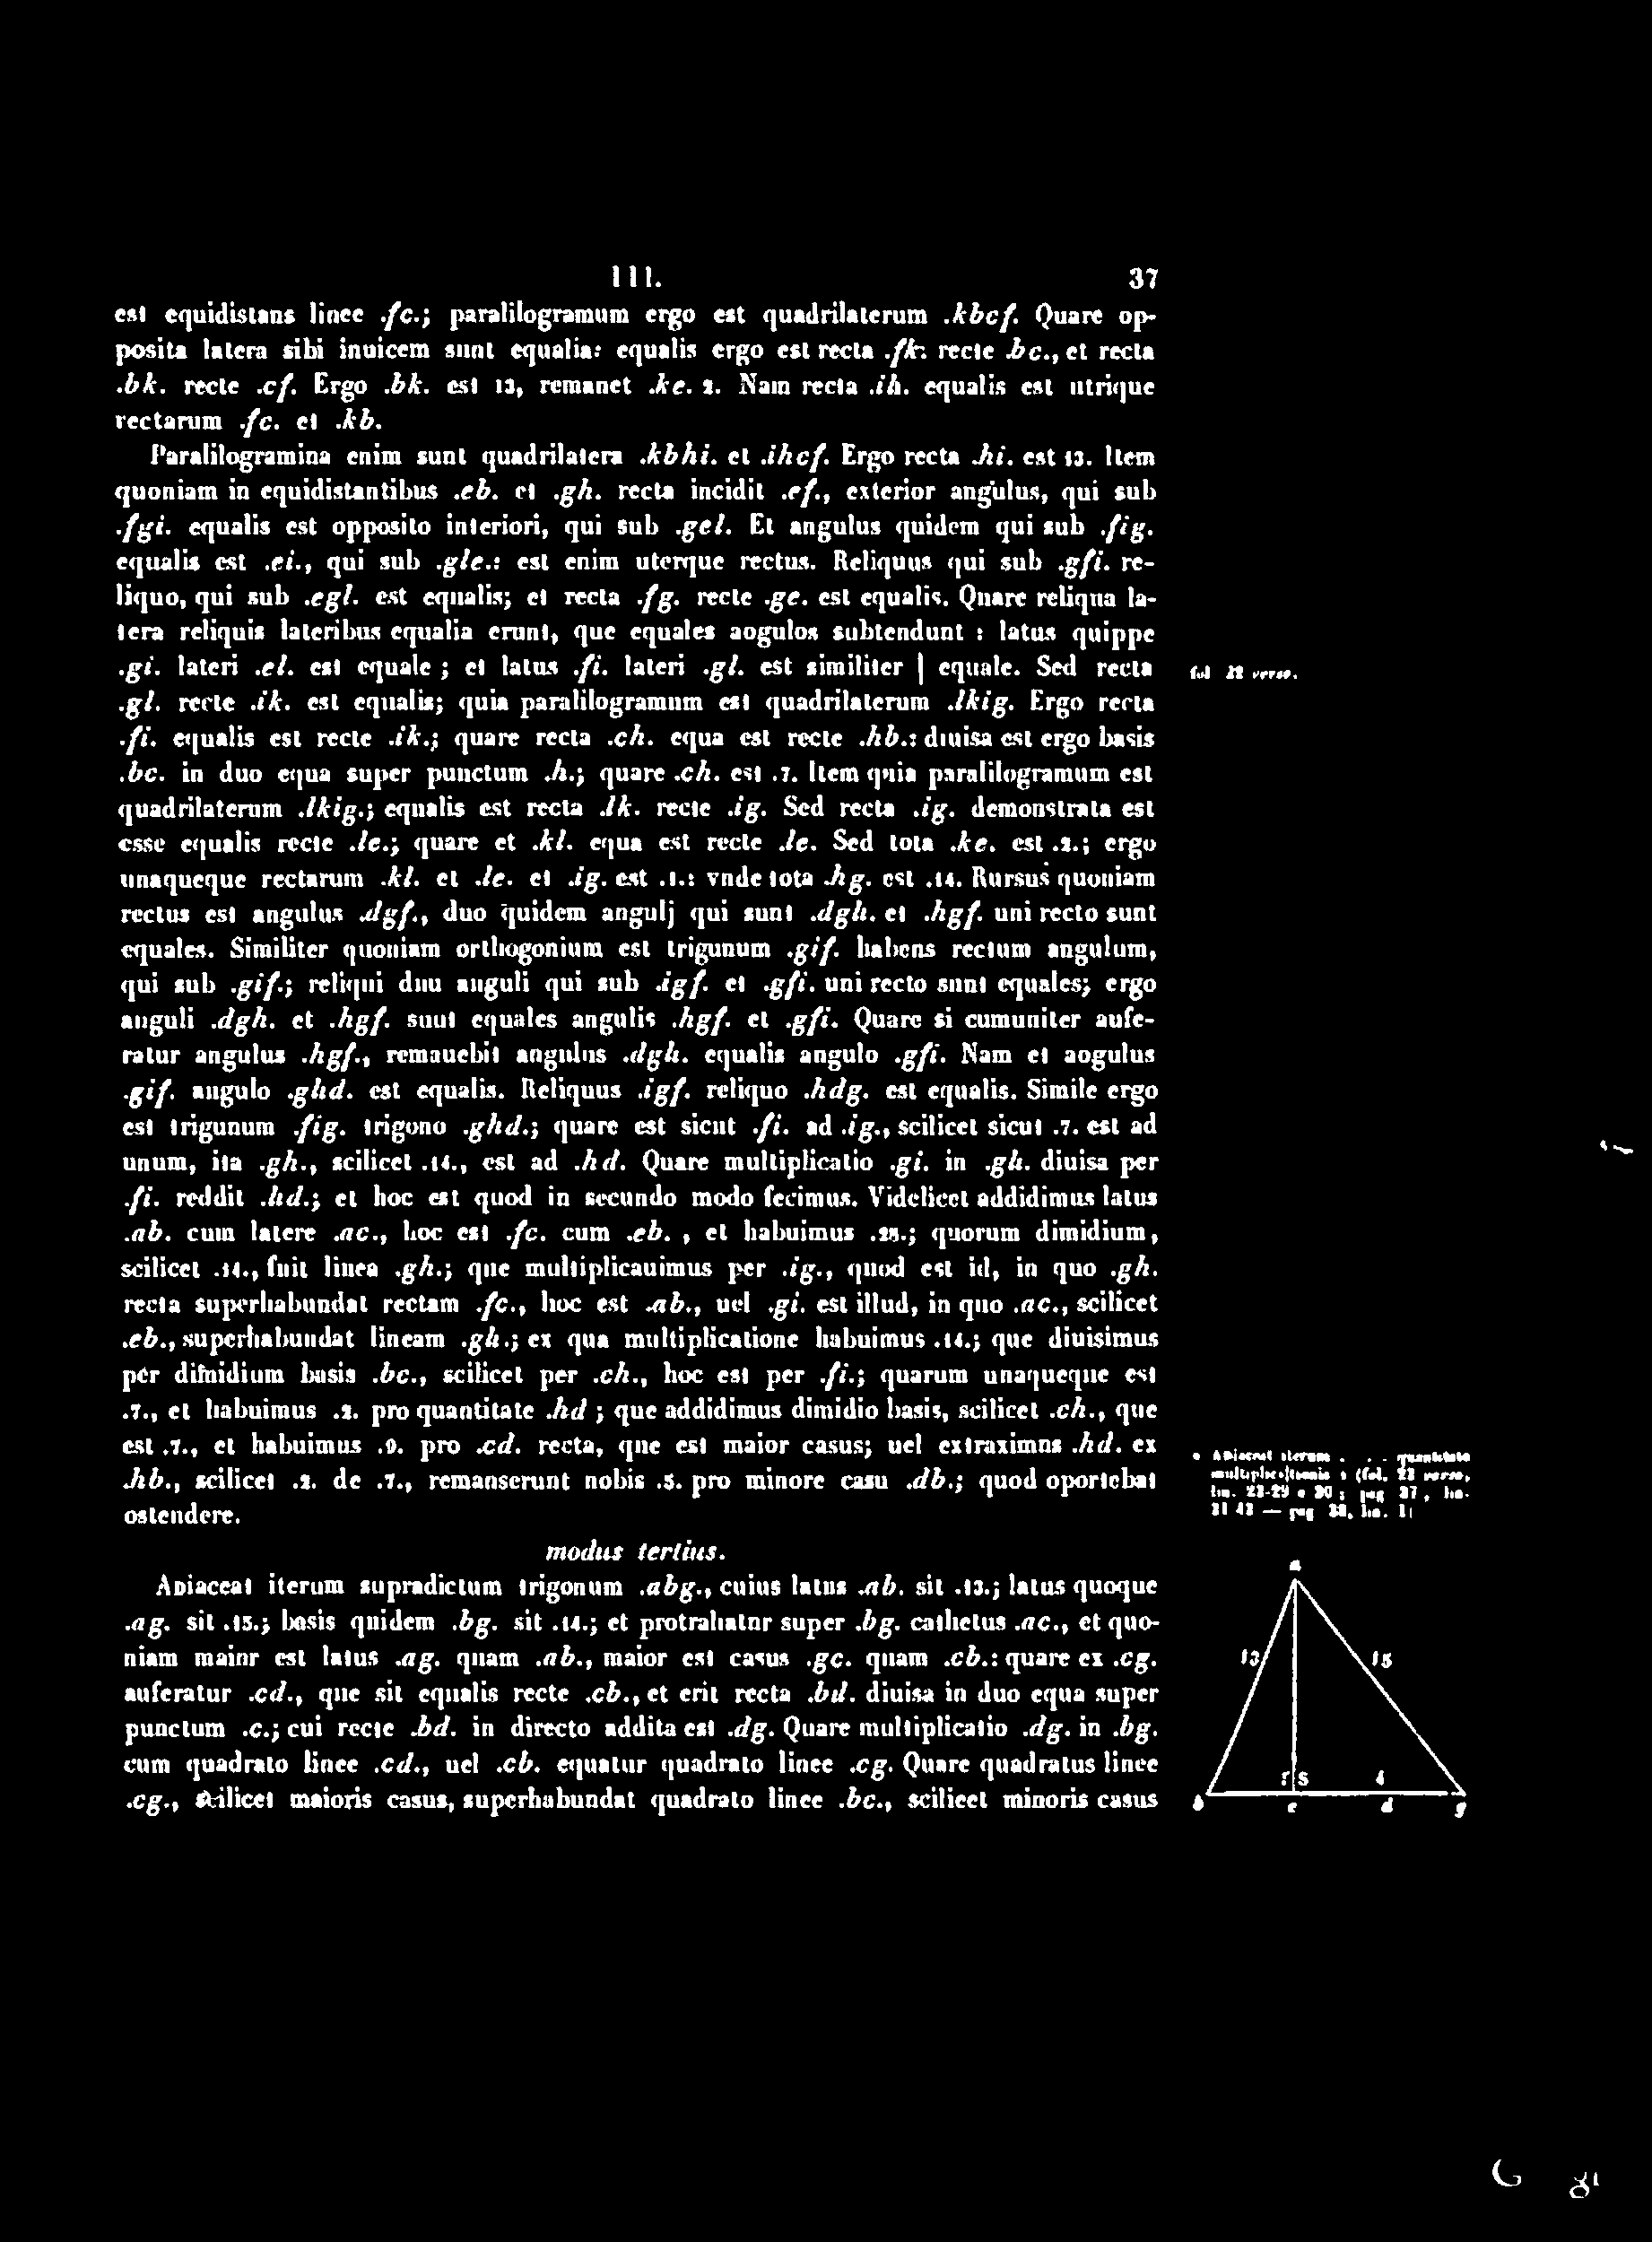 III. 37
est equidistans linee .fc.; paralilogramum ergo est quadrilaterum .kbcf. Quare op-
posita latera sibi inuicem sunt equalia: equalis ergo est recta .fk. recte .bc., et recta
.bk. recte .cf. Ergo .bk. est 13, remanet .ke. 2. Nam recta .ih. equalis est utrique
rectarum .fc. et .kb.
Paralilogramina enim sunt quadrilatera .kbhi. et .ihcf. Ergo recta .hi. est 13. Item
quoniam in equidistantibus .eb. et .gh. recta incidit .ef., exterior angulus, qui sub
.fgi. equalis est opposito interiori, qui sub .gel. Et angulus quidem qui sub .fig.
equalis est .ei., qui sub .gle.: est enim uterque rectus. Reliquus qui sub .gfi. re-
liquo, qui sub .egl. est equalis; et recta .fg. recte .ge. est equalis. Quare reliqua la-
tera reliquis lateribus equalia erunt, que equales angulos subtendunt : latus quippe
.gi. lateri .el. est equale ; et latus .fi. lateri .gl. est similiter | equale. Sed recta
.gl. recte .ik. est equalis; quia paralilogramum est quadrilaterum .lkig. Ergo recta
.fi. equalis est recte .ik.; quare recta .ch. equa est recte .hb.: diuisa est ergo basis
.bc. in duo equa super punctum .h.; quare .ch. est .7. Item quia paralilogramum est
quadrilaterum .lkig.; equalis est recta .lk. recte .ig. Sed recta .ig. demonstrata est
esse equalis recte .le.; quare et .kl. equa est recte .le. Sed tota .ke. est .2.; ergo
unaqueque rectarum .kl. et .le. et .ig. est .1.: vnde tota .hg. est .14. Rursus quoniam
rectus est angulus .dgf., duo quidem angulj qui sunt .dgh. et .hgf. uni recto sunt
equales. Similiter quoniam orthogonium est trigunum .gif. habens rectum angulum,
qui sub .gif.; reliqui duu anguli qui sub .igf. et .gfi. uni recto sunt equales; ergo
anguli .dgh. et .hgf. sunt equales angulis .hgf. et .gfi. Quare si cumuniter aufe-
ratur angulus .hgf., remanebit angulus .dgh. equalis angulo .gfi. Nam et angulus
.gif. angulo .ghd. est equalis. Reliquus .igf. reliquo .hdg. est equalis. Simile ergo
est trigunum .fig. trigono .ghd.; quare est sicut .fi. ad .ig., scilicet sicut .7. est ad
unum, ita .gh., scilicet .14., est ad .hd. Quare multiplicatio .gi. in .gh. diuisa per
.fi. reddit .hd.; et hoc est quod in secundo modo fecimus. Videlicet addidimus latus
.ab. cum latere .ac., hoc est .fc. cum .eb. , et habuimus .28.; quorum dimidium,
scilicet .14., fuit linea .gh.; que multiplicauimus per .ig., quod est id, in quo .gh.
recta superhabundat rectam .fc., hoc est .ab., uel .gi. est illud, in quo .ac., scilicet
.eb., superhabundat lineam .gh.; ex qua multiplicatione habuimus .14.; que diuisimus
per dimidium basis .bc., scilicet per .ch., hoc est per .fi.; quarum unaqueque est
.7., et habuimus .2. pro quantitate .hd ; que addidimus dimidio basis, scilicet .ch., que
est .7., et habuimus .9. pro .cd. recta, que est maior casus; uel extraximus .hd. ex
.hb., scilicet .2. de .7., remanserunt nobis .5. pro minore casu .db.; quod oportebat
ostendere.
modus tertius.
Adiaceat iterum supradictum trigonum .abg., cuius latus .ab. sit .13.; latus quoque
.ag. sit .15.; basis quidem .bg. sit .14.; et protrahatur super .bg. cathetus .ac., et quo-
niam maior est latus .ag. quam .ab., maior est casus .gc. quam .cb.: quare ex .cg.
auferatur .cd., que sit equalis recte .cb., et erit recta .bd. diuisa in duo equa super
punctum .c.; cui recte .bd. in directo addita est .dg. Quare multiplicatio .dg. in .bg.
cum quadrato linee .cd., uel .cb. equatur quadrato linee .cg. Quare quadratus linee
.cg., scilicet maioris casus, superhabundat quadrato linee .bc., scilicet minoris casus
fol 22 verso.
« Adiaceat iterum . . . quantitate
multiplicationis » (fol. 22 verso,
lin. 22-29 e 30 ; pag 37 , lin.
a
13 15
5 4
b c d g